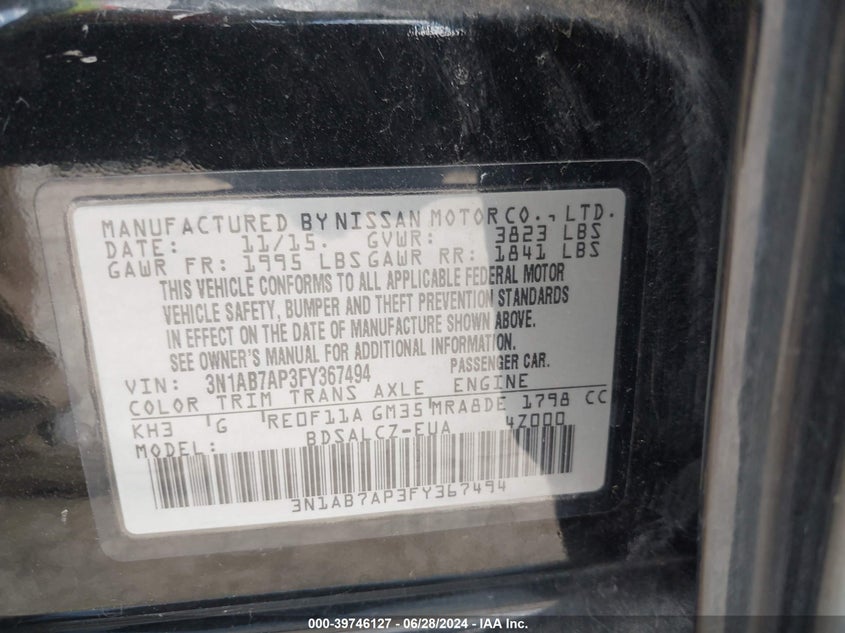 MANUFACTURED BY NISSAN MOTOR CO., LTD.
DATE: 11/15. GVWR: 3823 LBS
GAWR FR: 1995 LBS GAWR RR: 1841 LBS
THIS VEHICLE CONFORMS TO ALL APPLICABLE FEDERAL MOTOR
VEHICLE SAFETY, BUMPER AND THEFT PREVENTION STANDARDS
IN EFFECT ON THE DATE OF MANUFACTURE SHOWN ABOVE.
SEE OWNER'S MANUAL FOR ADDITIONAL INFORMATION.
VIN: 3N1AB7AP3FY367494 PASSENGER CAR.
COLOR TRIM TRANS AXLE ENGINE
KH3 G RE0F11A GM35 MRA8DE 1798 CC
MODEL: BDSALCZ-EUA 4Z000
3N1AB7AP3FY367494
000-39746127 - 06/28/2024 - IAA Inc.